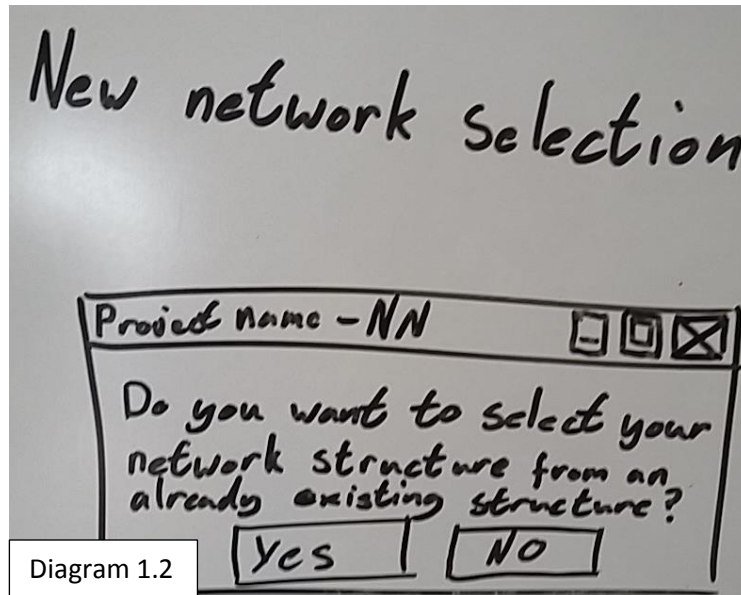 New network selection
Project name - NN
Do you want to select your
network structure from an
already existing structure?
Yes NO
Diagram 1.2